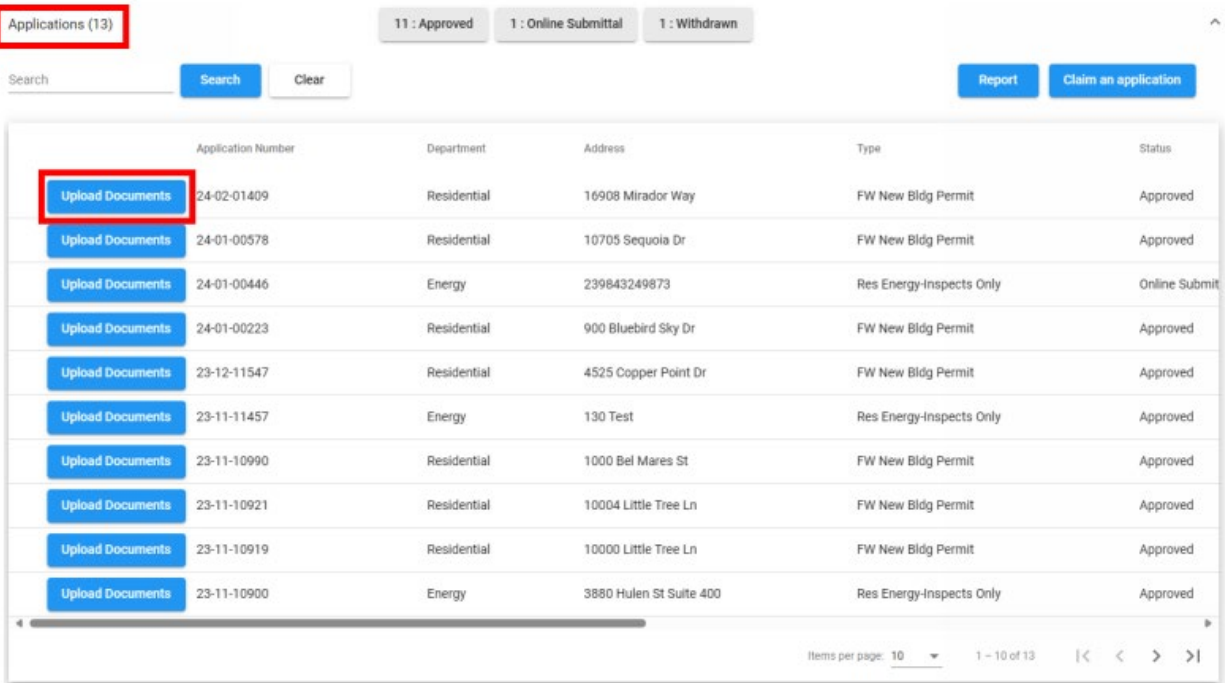 Applications (13) 11 : Approved 1 : Online Submittal 1 : Withdrawn
Search Search Clear Report Claim an application
Application Number Department Address Type Status
Upload Documents 24-02-01409 Residential 16908 Mirador Way FW New Bldg Permit Approved
Upload Documents 24-01-00578 Residential 10705 Sequoia Dr FW New Bldg Permit Approved
Upload Documents 24-01-00446 Energy 239843249873 Res Energy-Inspects Only Online Submit
Upload Documents 24-01-00223 Residential 900 Bluebird Sky Dr FW New Bldg Permit Approved
Upload Documents 23-12-11547 Residential 4525 Copper Point Dr FW New Bldg Permit Approved
Upload Documents 23-11-11457 Energy 130 Test Res Energy-Inspects Only Approved
Upload Documents 23-11-10990 Residential 1000 Bel Mares St FW New Bldg Permit Approved
Upload Documents 23-11-10921 Residential 10004 Little Tree Ln FW New Bldg Permit Approved
Upload Documents 23-11-10919 Residential 10000 Little Tree Ln FW New Bldg Permit Approved
Upload Documents 23-11-10900 Energy 3880 Hulen St Suite 400 Res Energy-Inspects Only Approved
Items per page: 10 1 – 10 of 13